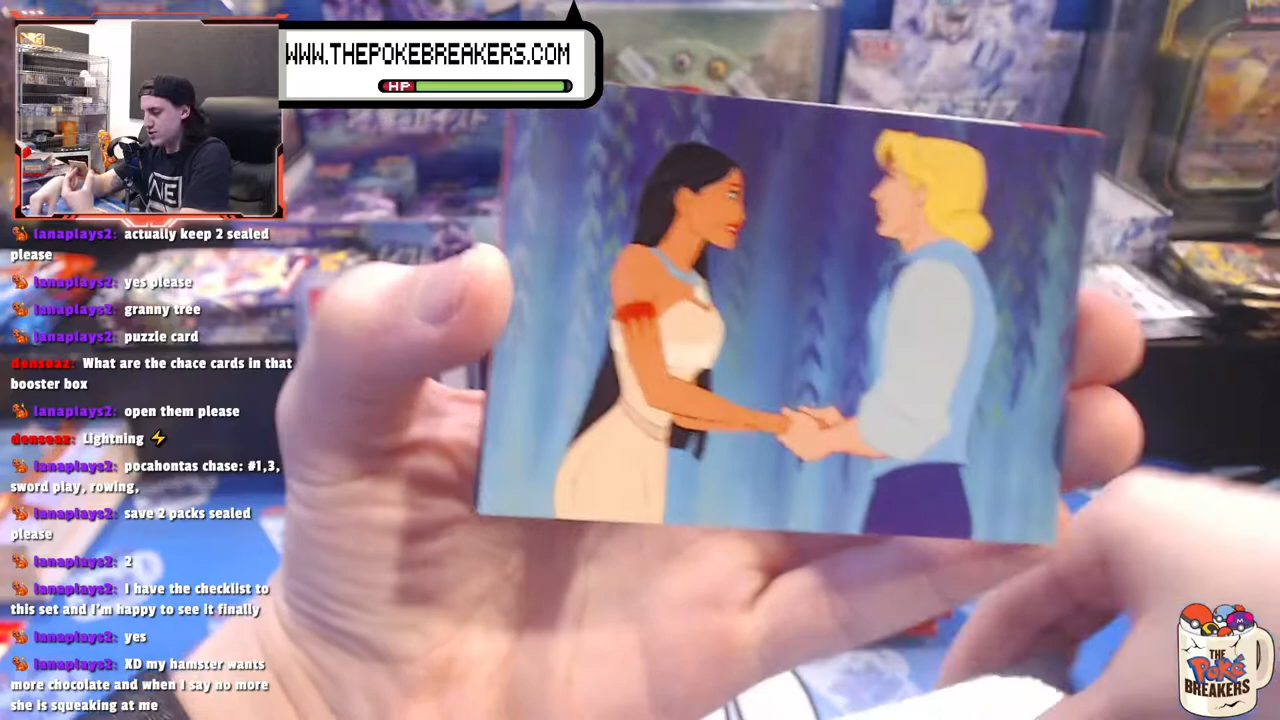 WWW.THEPOKEBREAKERS.COM
HP
lanaplays2: actually keep 2 sealed
please
lanaplays2: yes please
lanaplays2: granny tree
lanaplays2: puzzle card
denseaz: What are the chace cards in that
booster box
lanaplays2: open them please
denseaz: Lightning ⚡
lanaplays2: pocahontas chase: #1,3,
sword play, rowing,
lanaplays2: save 2 packs sealed
please
lanaplays2: 2
lanaplays2: I have the checklist to
this set and I'm happy to see it finally
lanaplays2: yes
lanaplays2: XD my hamster wants
more chocolate and when I say no more
she is squeaking at me
THE
Poké
BREAKERS